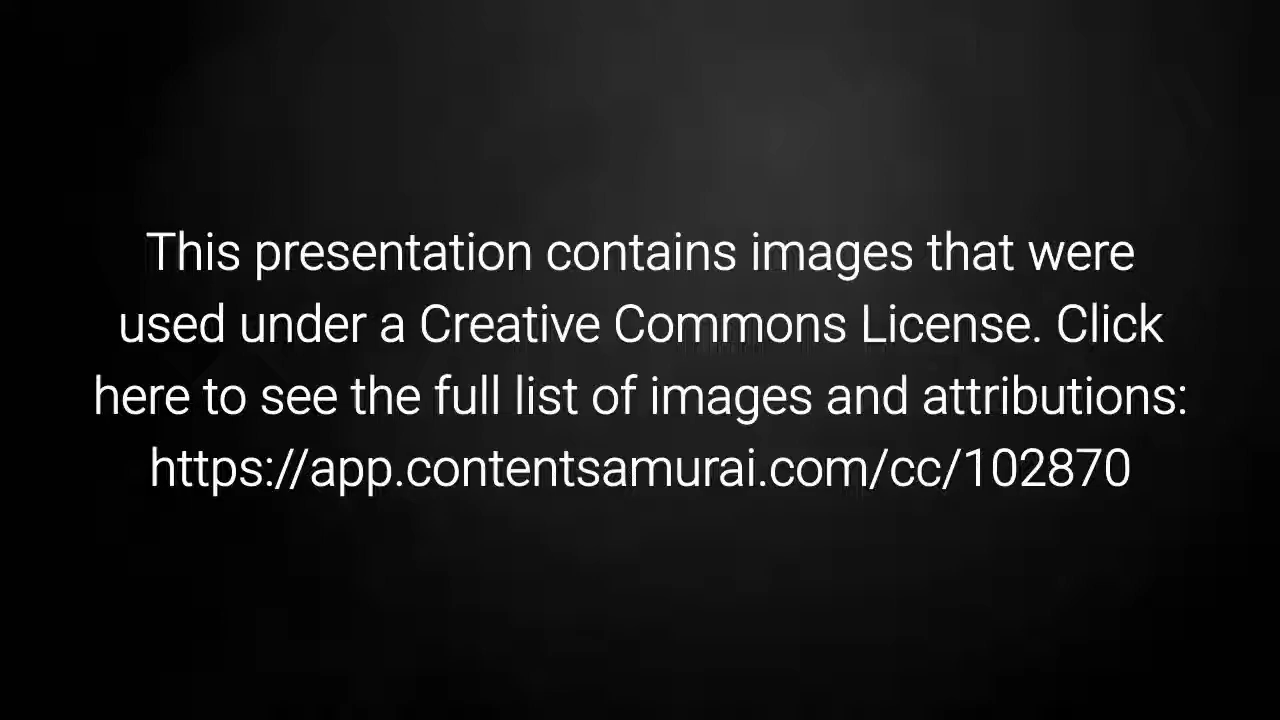 This presentation contains images that were
used under a Creative Commons License. Click
here to see the full list of images and attributions:
https://app.contentsamurai.com/cc/102870